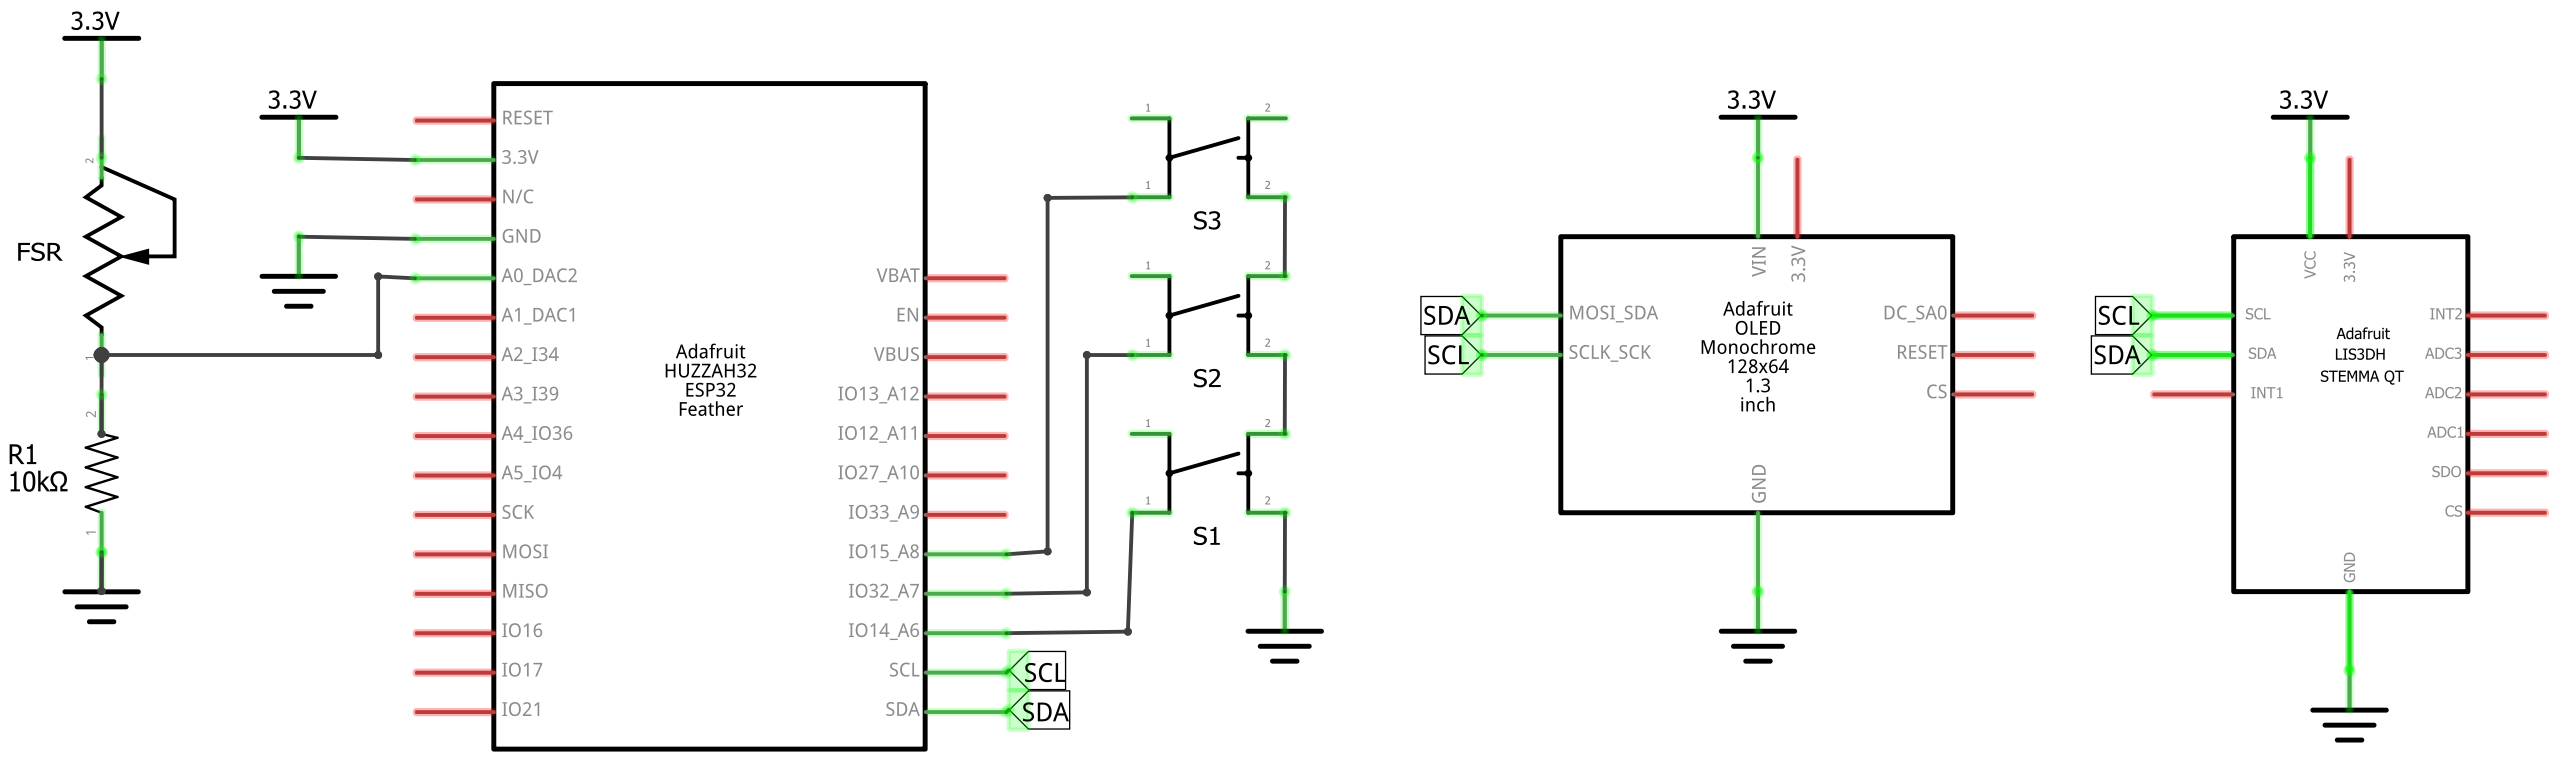 3.3V
2
FSR
1
2
R1
10kΩ
1
3.3V
RESET
3.3V
N/C
GND
A0_DAC2
A1_DAC1
A2_I34
A3_I39
A4_IO36
A5_IO4
SCK
MOSI
MISO
IO16
IO17
IO21
Adafruit
HUZZAH32
ESP32
Feather
VBAT
EN
VBUS
IO13_A12
IO12_A11
IO27_A10
IO33_A9
IO15_A8
IO32_A7
IO14_A6
SCL
SDA
SCL
SDA
1 2
1 2
S3
1 2
1 2
S2
1 2
1 2
S1
3.3V
VIN
3.3V
SDA
SCL
MOSI_SDA
SCLK_SCK
Adafruit
OLED
Monochrome
128x64
1.3
inch
DC_SA0
RESET
CS
GND
3.3V
VCC
3.3V
SCL
SDA
SCL
SDA
INT1
Adafruit
LIS3DH
STEMMA QT
INT2
ADC3
ADC2
ADC1
SDO
CS
GND